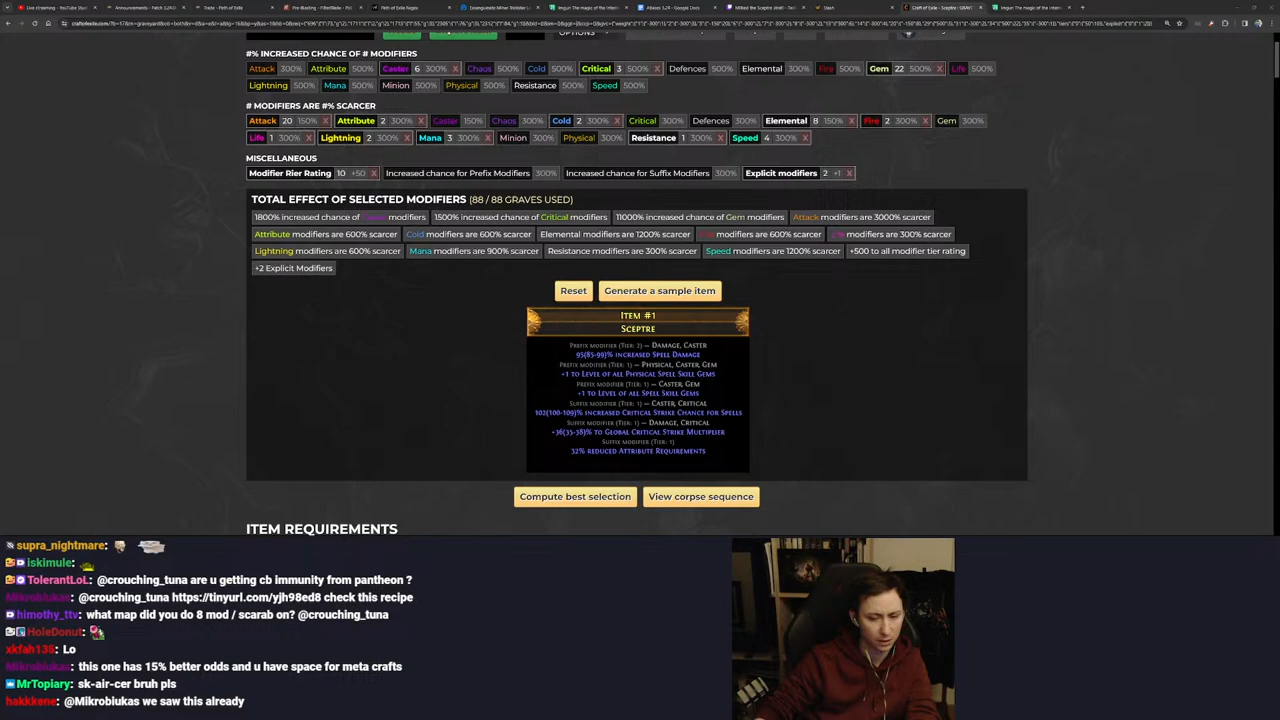 OPTIONS
#% INCREASED CHANCE OF # MODIFIERS
Attack 300% Attribute 500% Caster 6 300% X Chaos 500% Cold 500% Critical 3 500% X Defences 500% Elemental 300% Fire 500% Gem 22 500% X Life 500%
Lightning 500% Mana 500% Minion 500% Physical 500% Resistance 500% Speed 500%
# MODIFIERS ARE #% SCARCER
Attack 20 150% X Attribute 2 300% X Caster 150% Chaos 300% Cold 2 300% X Critical 300% Defences 300% Elemental 8 150% X Fire 2 300% X Gem 300%
Life 1 300% X Lightning 2 300% X Mana 3 300% X Minion 300% Physical 300% Resistance 1 300% X Speed 4 300% X
MISCELLANEOUS
Modifier Rier Rating 10 +50 X Increased chance for Prefix Modifiers 300% Increased chance for Suffix Modifiers 300% Explicit modifiers 2 +1 X
TOTAL EFFECT OF SELECTED MODIFIERS (88 / 88 GRAVES USED)
1800% increased chance of Caster modifiers 1500% increased chance of Critical modifiers 11000% increased chance of Gem modifiers Attack modifiers are 3000% scarcer
Attribute modifiers are 600% scarcer Cold modifiers are 600% scarcer Elemental modifiers are 1200% scarcer Fire modifiers are 600% scarcer Life modifiers are 300% scarcer
Lightning modifiers are 600% scarcer Mana modifiers are 900% scarcer Resistance modifiers are 300% scarcer Speed modifiers are 1200% scarcer +500 to all modifier tier rating
+2 Explicit Modifiers
Reset Generate a sample item
ITEM #1
SCEPTRE
PREFIX MODIFIER (TIER: 2) — DAMAGE, CASTER
95(85-99)% INCREASED SPELL DAMAGE
PREFIX MODIFIER (TIER: 1) — PHYSICAL, CASTER, GEM
+1 TO LEVEL OF ALL PHYSICAL SPELL SKILL GEMS
PREFIX MODIFIER (TIER: 1) — CASTER, GEM
+1 TO LEVEL OF ALL SPELL SKILL GEMS
SUFFIX MODIFIER (TIER: 1) — CASTER, CRITICAL
102(100-109)% INCREASED CRITICAL STRIKE CHANCE FOR SPELLS
SUFFIX MODIFIER (TIER: 1) — DAMAGE, CRITICAL
+36(35-38)% TO GLOBAL CRITICAL STRIKE MULTIPLIER
SUFFIX MODIFIER (TIER: 1)
32% REDUCED ATTRIBUTE REQUIREMENTS
Compute best selection View corpse sequence
ITEM REQUIREMENTS
supra_nightmare:
iskimule:
TolerantLoL: @crouching_tuna are u getting cb immunity from pantheon ?
Mikrobiukas: @crouching_tuna https://tinyurl.com/yjh98ed8 check this recipe
himothy_ttv: what map did you do 8 mod / scarab on? @crouching_tuna
HoleDonut:
xkfah135: Lo
Mikrobiukas: this one has 15% better odds and u have space for meta crafts
MrTopiary: sk-air-cer bruh pls
hakkkene: @Mikrobiukas we saw this already